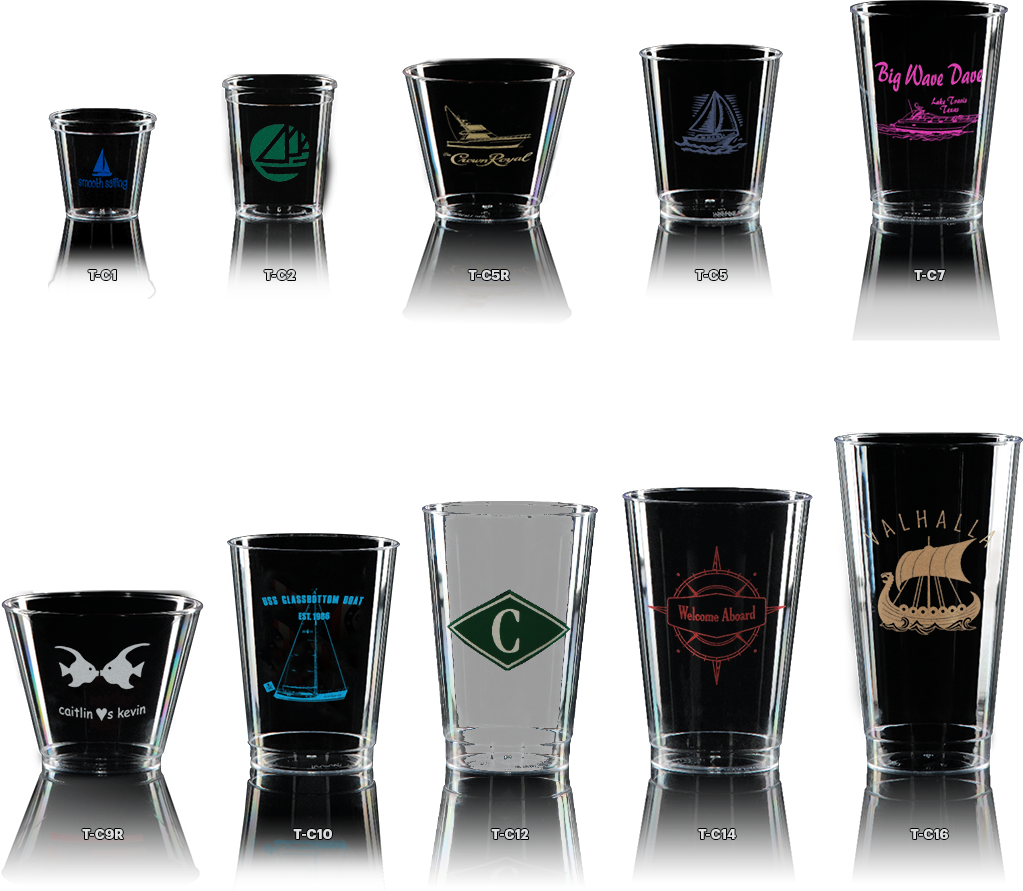 smooth sailing
the Crown Royal
Big Wave Dave
Lake Travis
Texas
T-C1
T-C2
T-C5R
T-C5
T-C7
VALHALLA
USS GLASSBOTTOM BOAT
EST. 1986
C
Welcome Aboard
caitlin ♥s kevin
T-C9R
T-C10
T-C12
T-C14
T-C16